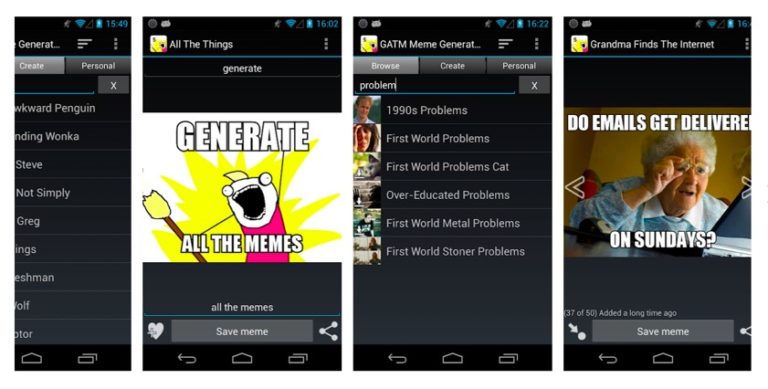 15:49
e Generat...
Create
Personal
X
wkward Penguin
nding Wonka
Steve
Not Simply
Greg
ings
eshman
olf
ptor
16:02
All The Things
generate
GENERATE
ALL THE MEMES
all the memes
Save meme
16:22
GATM Meme Generat...
Browse
Create
Personal
problem
X
1990s Problems
First World Problems
First World Problems Cat
Over-Educated Problems
First World Metal Problems
First World Stoner Problems
16:4
Grandma Finds The Internet
DO EMAILS GET DELIVERE
ON SUNDAYS?
(37 of 50) Added a long time ago
Save meme